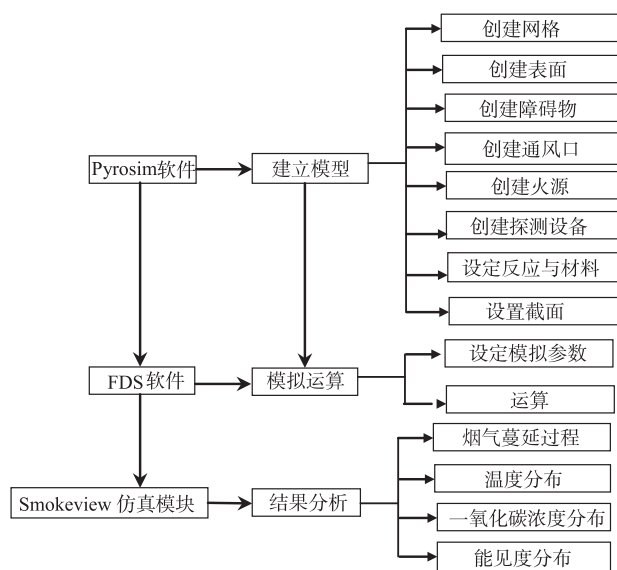 创建网格
创建表面
创建障碍物
创建通风口
Pyrosim软件
建立模型
创建火源
创建探测设备
设定反应与材料
设置截面
设定模拟参数
FDS 软件
模拟运算
运算
烟气蔓延过程
温度分布
Smokeview 仿真模块
结果分析
一氧化碳浓度分布
能见度分布